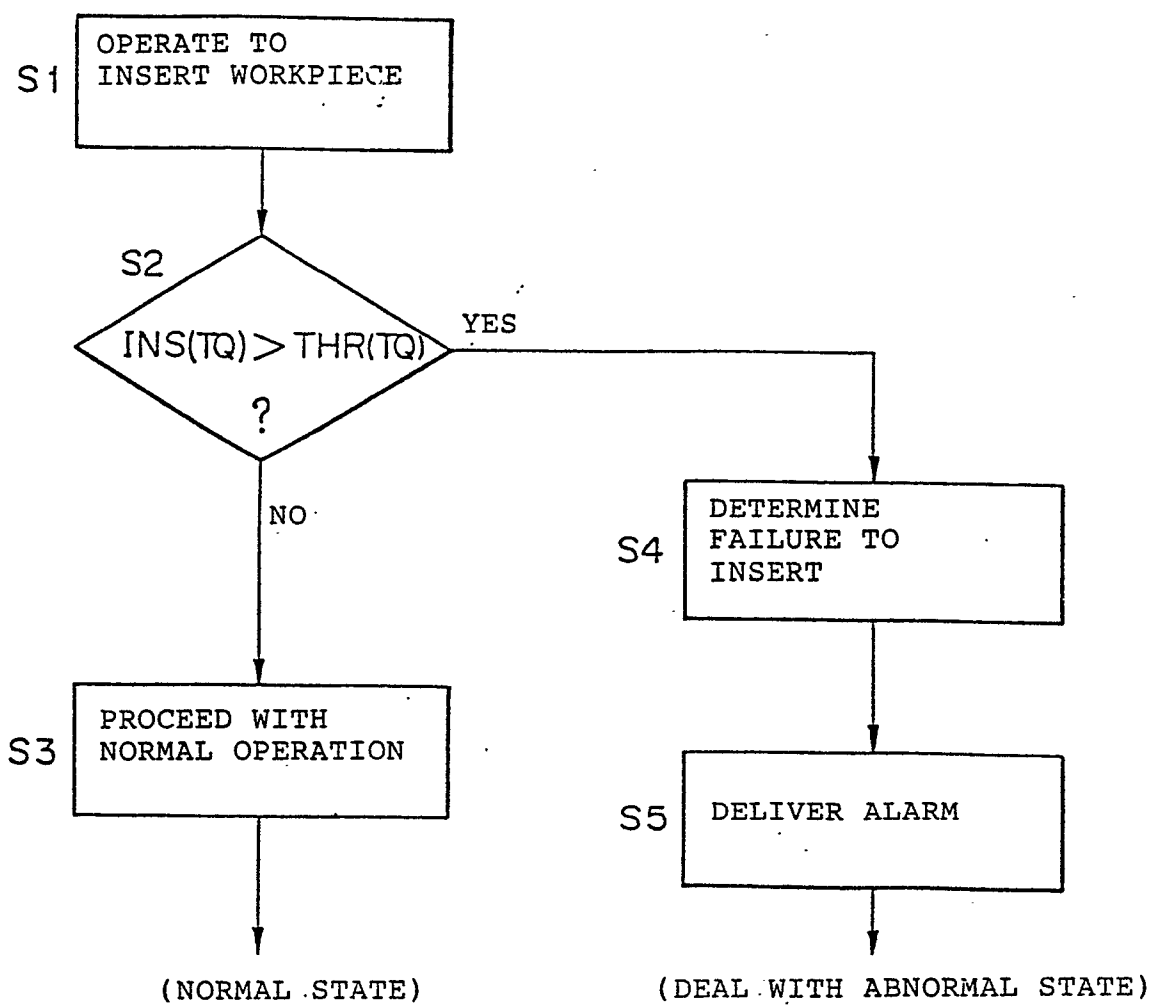 S1
OPERATE TO
INSERT WORKPIECE
S2
INS(TQ) > THR(TQ)
?
YES
NO
S4
DETERMINE
FAILURE TO
INSERT
S3
PROCEED WITH
NORMAL OPERATION
S5
DELIVER ALARM
(NORMAL STATE)
(DEAL WITH ABNORMAL STATE)